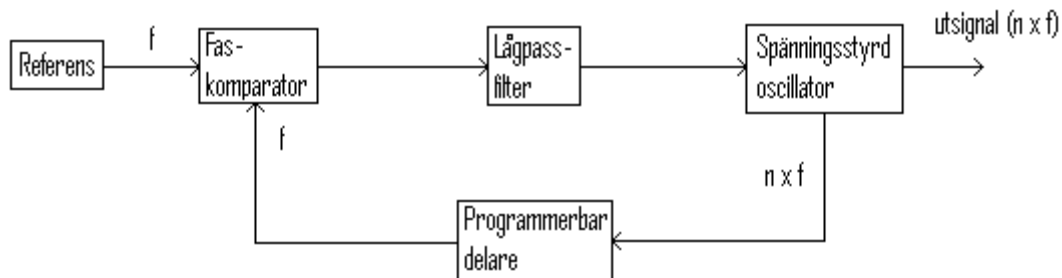 utsignal (n x f)
f
Referens
Fas-
komparator
Lågpass-
filter
Spänningsstyrd
oscillator
f
n x f
Programmerbar
delare